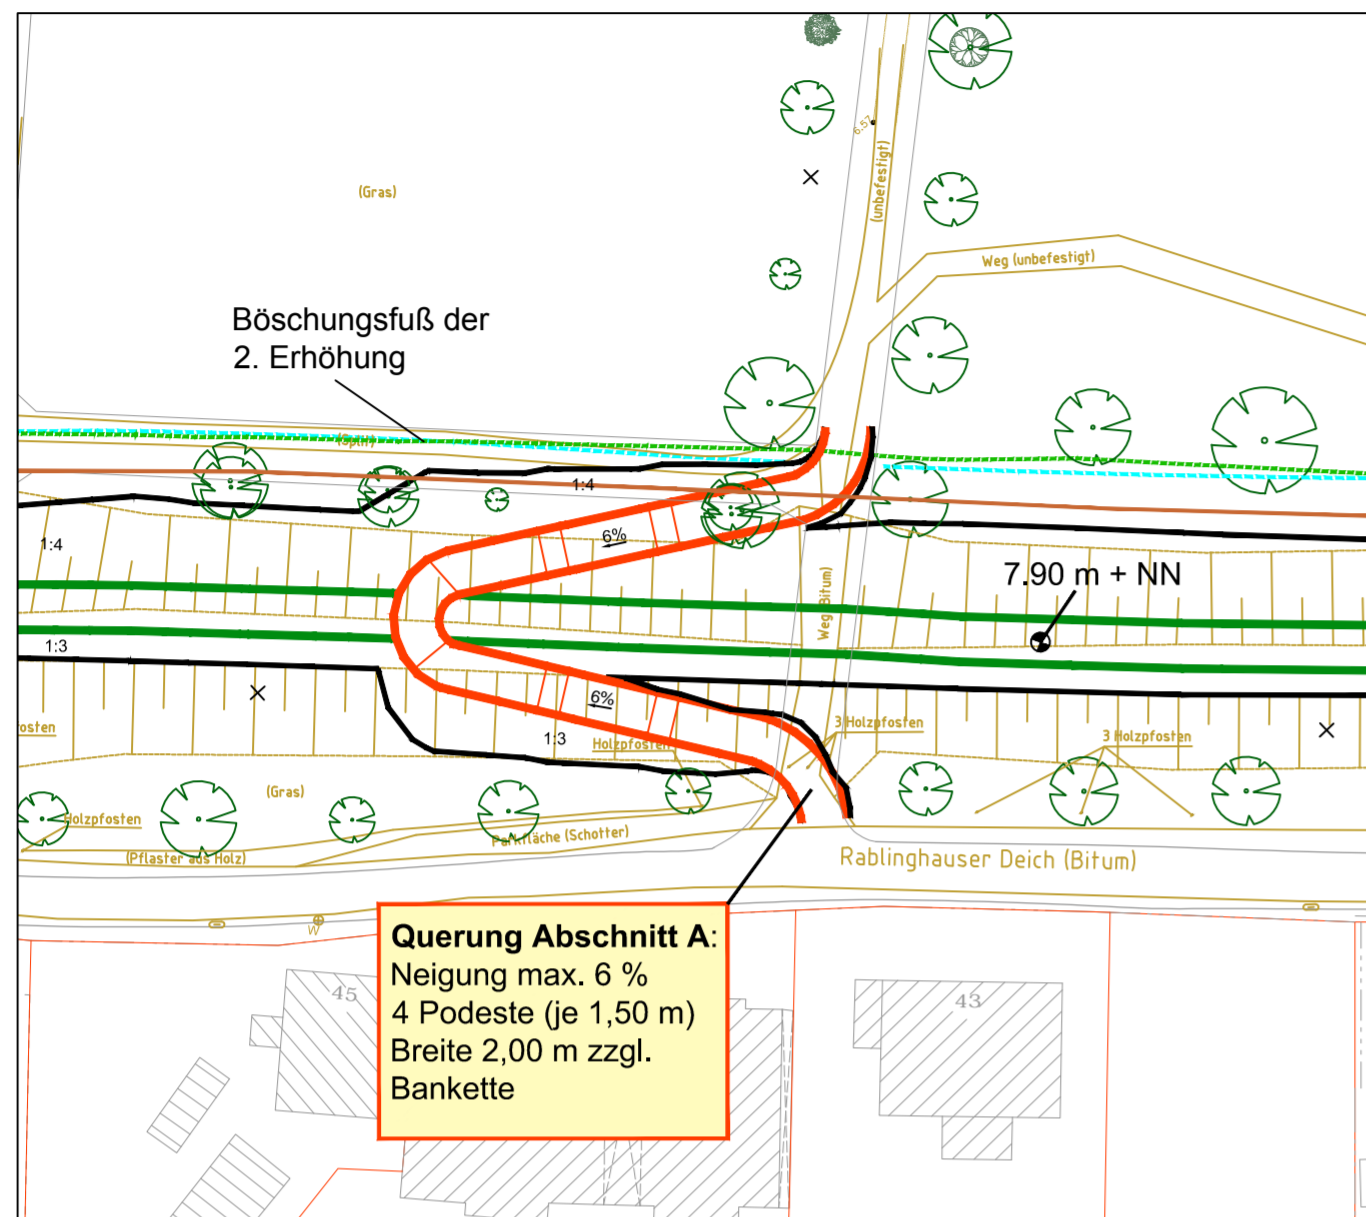 6.57
(unbefestigt)
(Gras)
Weg (unbefestigt)
Böschungsfuß der
2. Erhöhung
(Split)
1:4
6%
1:4
7.90 m + NN
Weg Bitum)
1:3
6%
osten
1:3
Holzpfosten
3 Holzpfosten
3 Holzpfosten
(Gras)
Holzpfosten
(Pflaster aus Holz)
Parkfläche (Schotter)
Rablinghauser Deich (Bitum)
W
Querung Abschnitt A:
Neigung max. 6 %
4 Podeste (je 1,50 m)
Breite 2,00 m zzgl.
Bankette
45
43